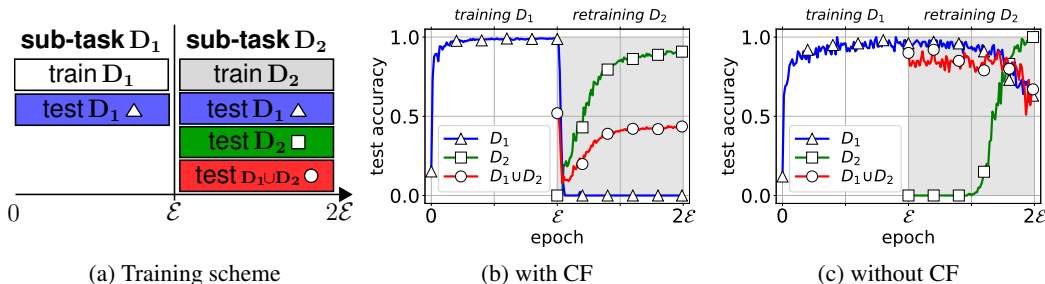 sub-task D₁ sub-task D₂
train D₁ train D₂
test D₁ test D₁
test D₂
test D₁∪D₂
0 ℰ 2ℰ
(a) Training scheme
training D₁ retraining D₂
test accuracy
1.0
0.5
0.0
D₁
D₂
D₁∪D₂
0 ℰ 2ℰ
epoch
(b) with CF
training D₁ retraining D₂
test accuracy
1.0
0.5
0.0
D₁
D₂
D₁∪D₂
0 ℰ 2ℰ
epoch
(c) without CF